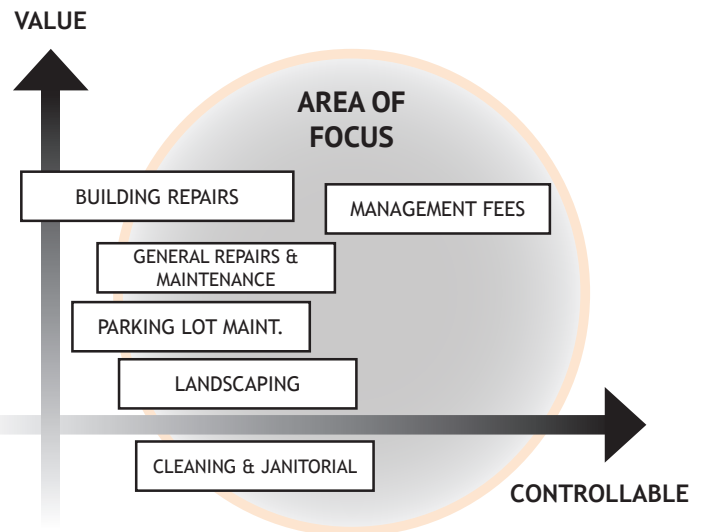 VALUE
AREA OF
FOCUS
BUILDING REPAIRS
MANAGEMENT FEES
GENERAL REPAIRS &
MAINTENANCE
PARKING LOT MAINT.
LANDSCAPING
CLEANING & JANITORIAL
CONTROLLABLE